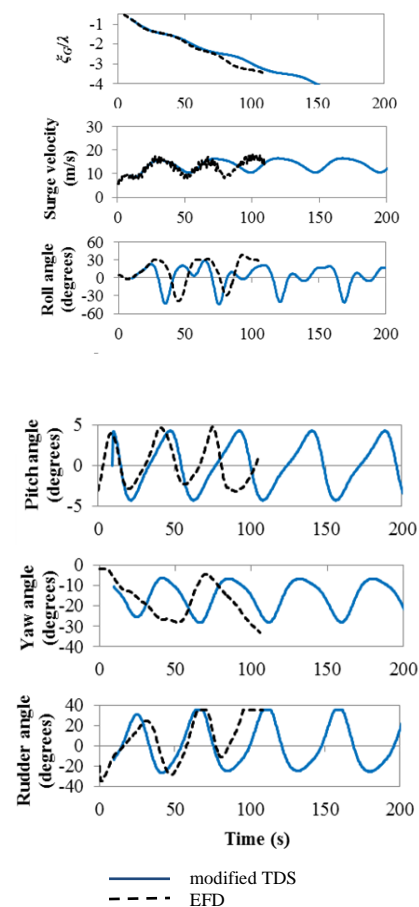 ξG/λ
-1
-2
-3
-4
0 50 100 150 200
Surge velocity
(m/s)
30
20
10
0
0 50 100 150 200
Roll angle
(degrees)
60
30
0
-30
-60
0 50 100 150 200
Pitch angle
(degrees)
5
0
-5
0 50 100 150 200
Yaw angle
(degrees)
0
-10
-20
-30
-40
0 50 100 150 200
Rudder angle
(degrees)
40
20
0
-20
-40
0 50 100 150 200
Time (s)
modified TDS
EFD